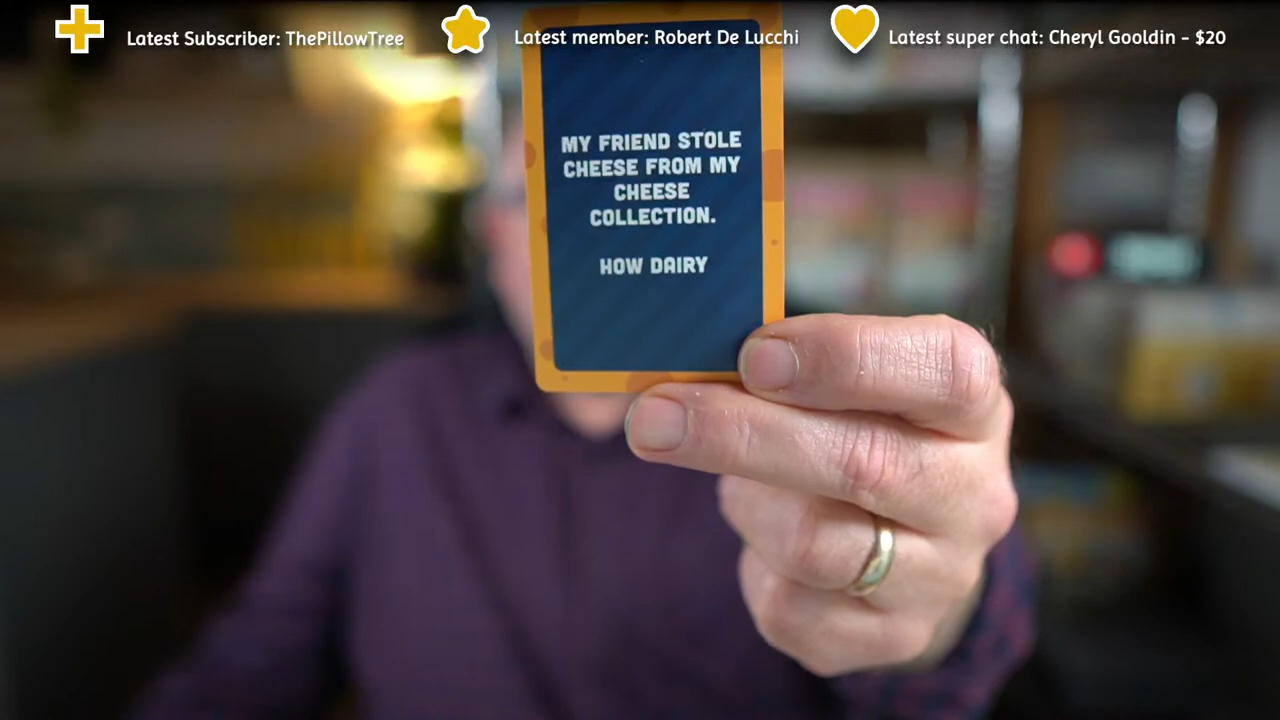 Latest Subscriber: ThePillowTree
Latest member: Robert De Lucchi
Latest super chat: Cheryl Gooldin - $20
MY FRIEND STOLE
CHEESE FROM MY
CHEESE
COLLECTION.
HOW DAIRY